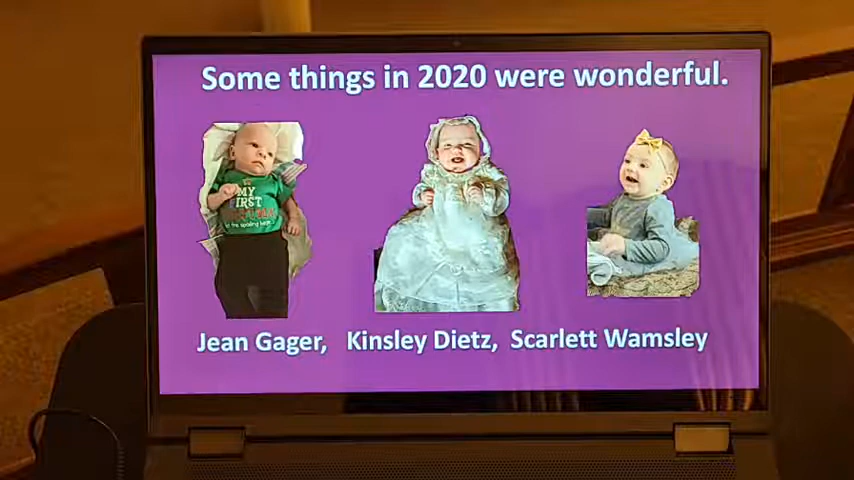 Some things in 2020 were wonderful.
MY
FIRST
Jean Gager, Kinsley Dietz, Scarlett Wamsley